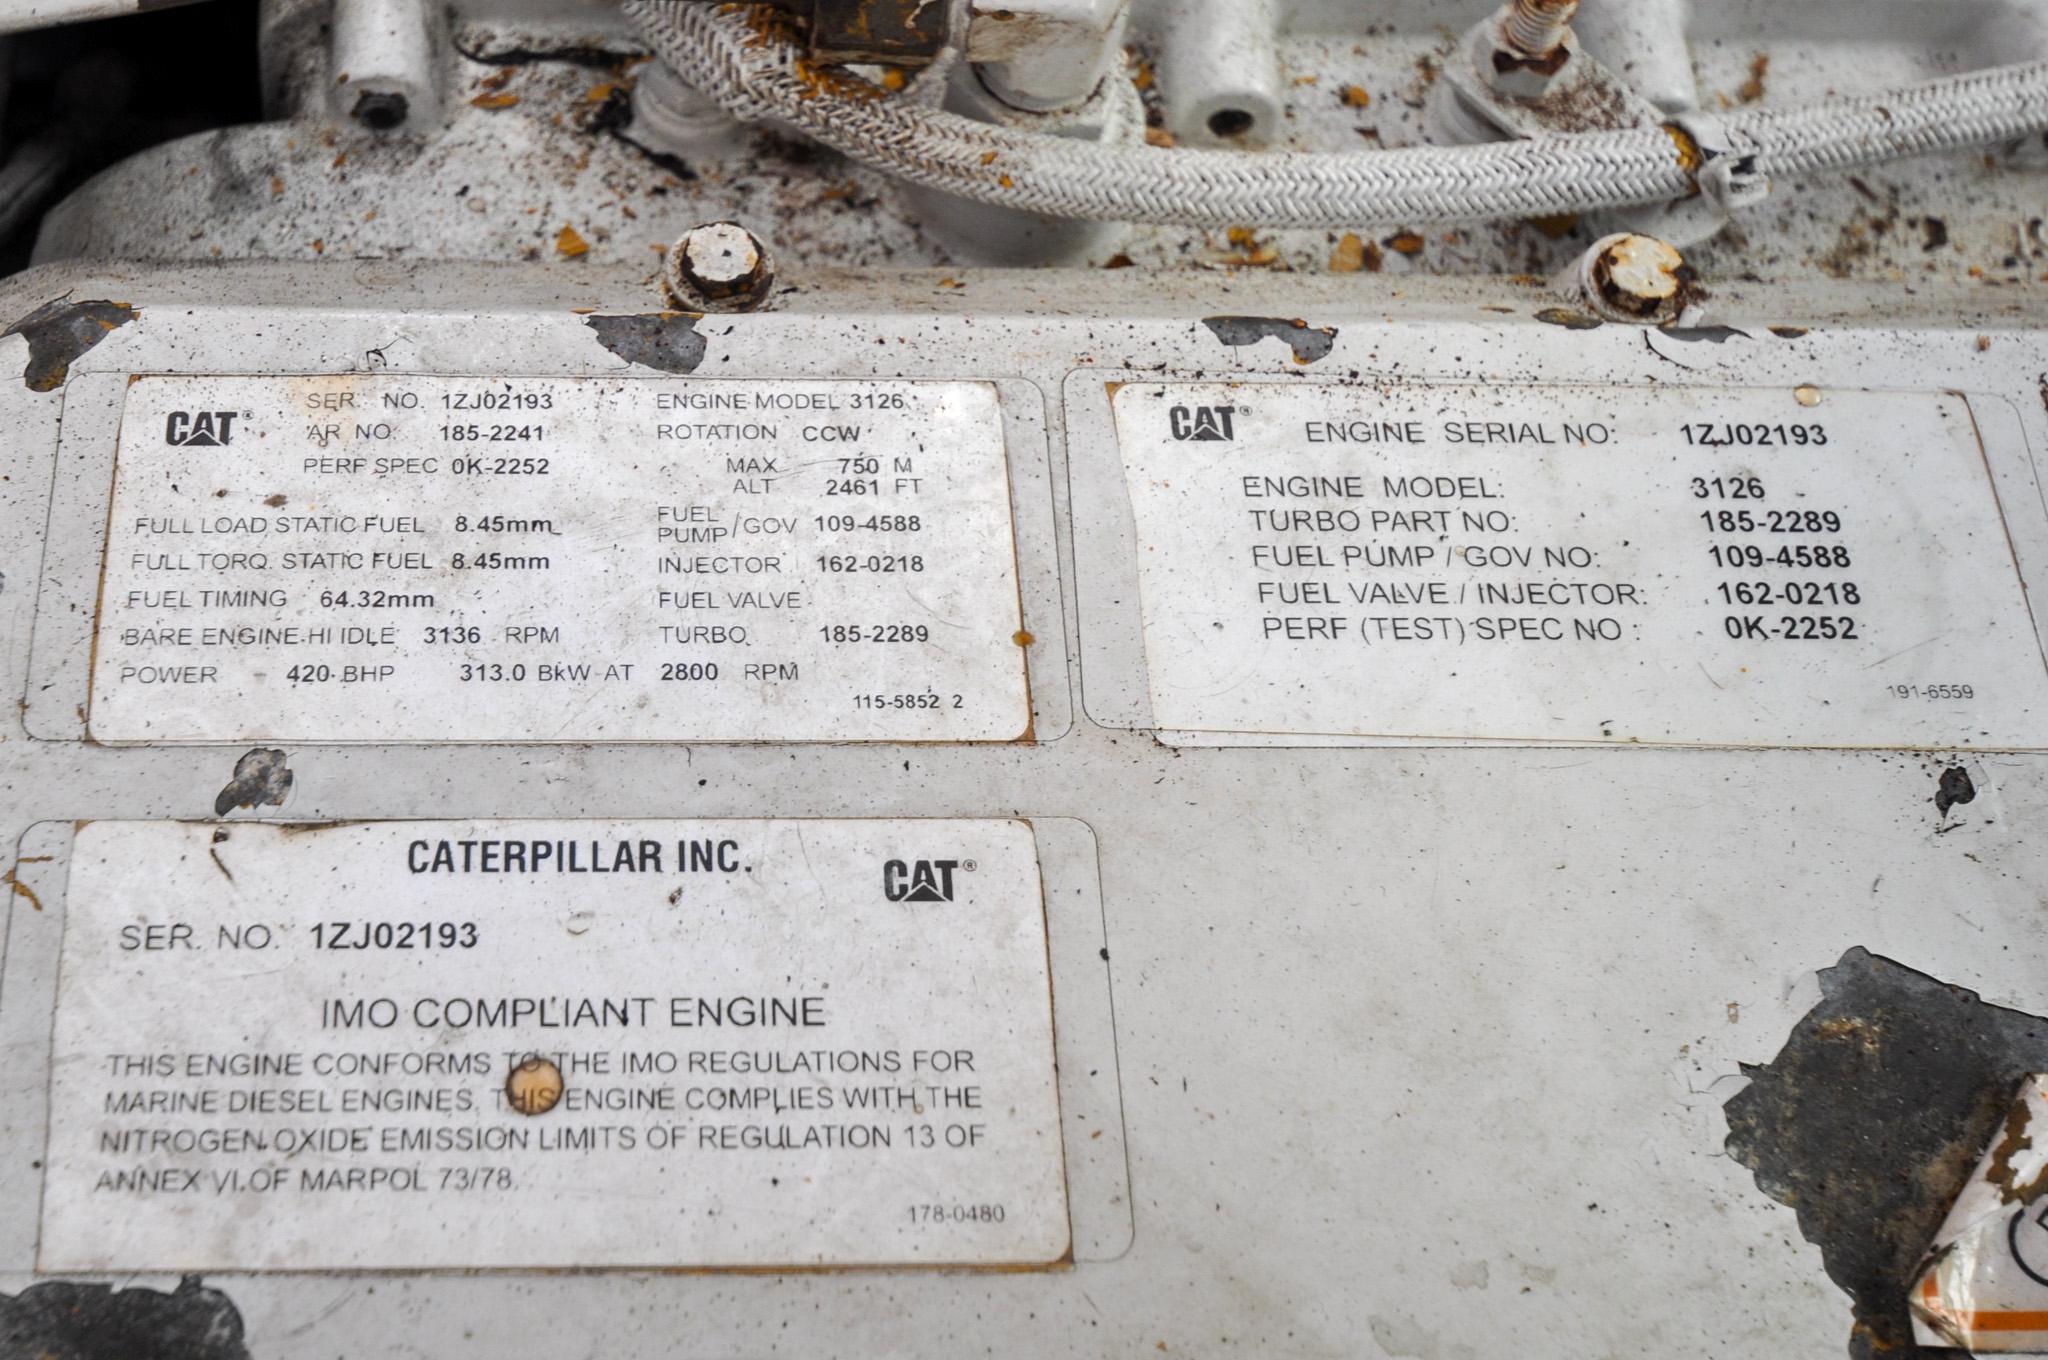 CAT®
SER. NO. 1ZJ02193 ENGINE MODEL 3126
AR NO. 185-2241 ROTATION CCW
PERF SPEC 0K-2252 MAX 750 M
ALT 2461 FT
FULL LOAD STATIC FUEL 8.45mm FUEL PUMP/GOV 109-4588
FULL TORQ. STATIC FUEL 8.45mm INJECTOR 162-0218
FUEL TIMING 64.32mm FUEL VALVE
BARE ENGINE HI IDLE 3136 RPM TURBO 185-2289
POWER 420 BHP 313.0 BkW AT 2800 RPM
115-5852 2
CAT®
ENGINE SERIAL NO: 1ZJ02193
ENGINE MODEL: 3126
TURBO PART NO: 185-2289
FUEL PUMP / GOV NO: 109-4588
FUEL VALVE / INJECTOR: 162-0218
PERF (TEST) SPEC NO : 0K-2252
191-6559
CATERPILLAR INC.
CAT®
SER. NO. 1ZJ02193
IMO COMPLIANT ENGINE
THIS ENGINE CONFORMS TO THE IMO REGULATIONS FOR
MARINE DIESEL ENGINES. THIS ENGINE COMPLIES WITH THE
NITROGEN OXIDE EMISSION LIMITS OF REGULATION 13 OF
ANNEX VI OF MARPOL 73/78.
178-0480